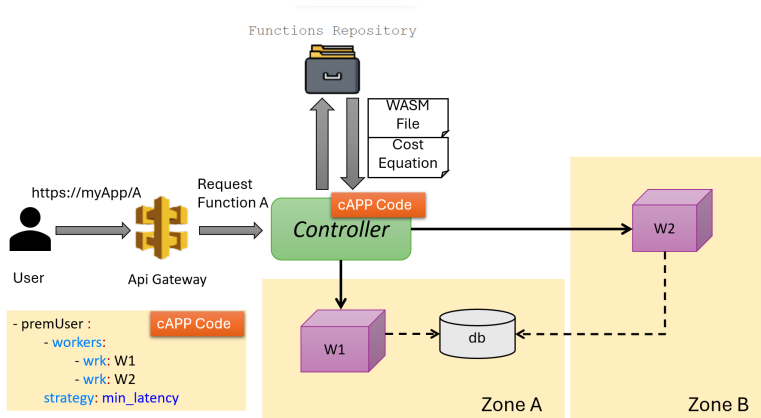 Functions Repository
WASM
File
Cost
Equation
https://myApp/A
Request
Function A
cAPP Code
Controller
User
Api Gateway
W2
W1
db
Zone A
Zone B
cAPP Code
- premUser :
- workers:
- wrk: W1
- wrk: W2
strategy: min_latency